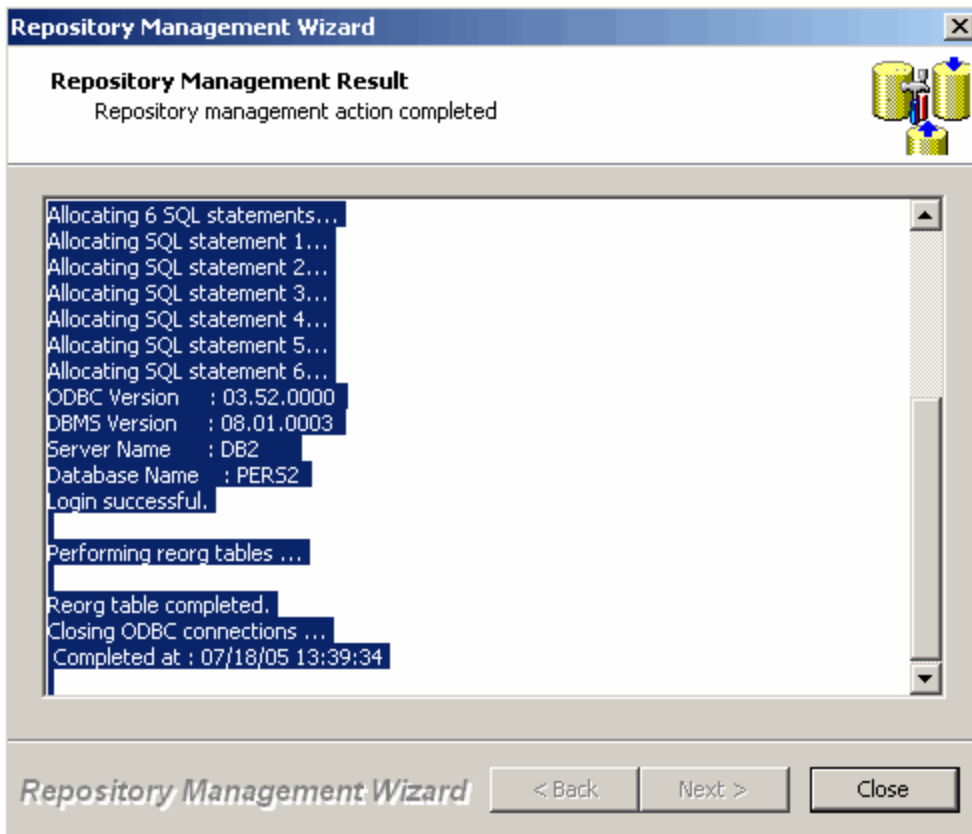 Repository Management Wizard
Repository Management Result
Repository management action completed
Allocating 6 SQL statements...
Allocating SQL statement 1...
Allocating SQL statement 2...
Allocating SQL statement 3...
Allocating SQL statement 4...
Allocating SQL statement 5...
Allocating SQL statement 6...
ODBC Version : 03.52.0000
DBMS Version : 08.01.0003
Server Name : DB2
Database Name : PERS2
Login successful.
Performing reorg tables ...
Reorg table completed.
Closing ODBC connections ...
Completed at : 07/18/05 13:39:34
Repository Management Wizard
< Back
Next >
Close